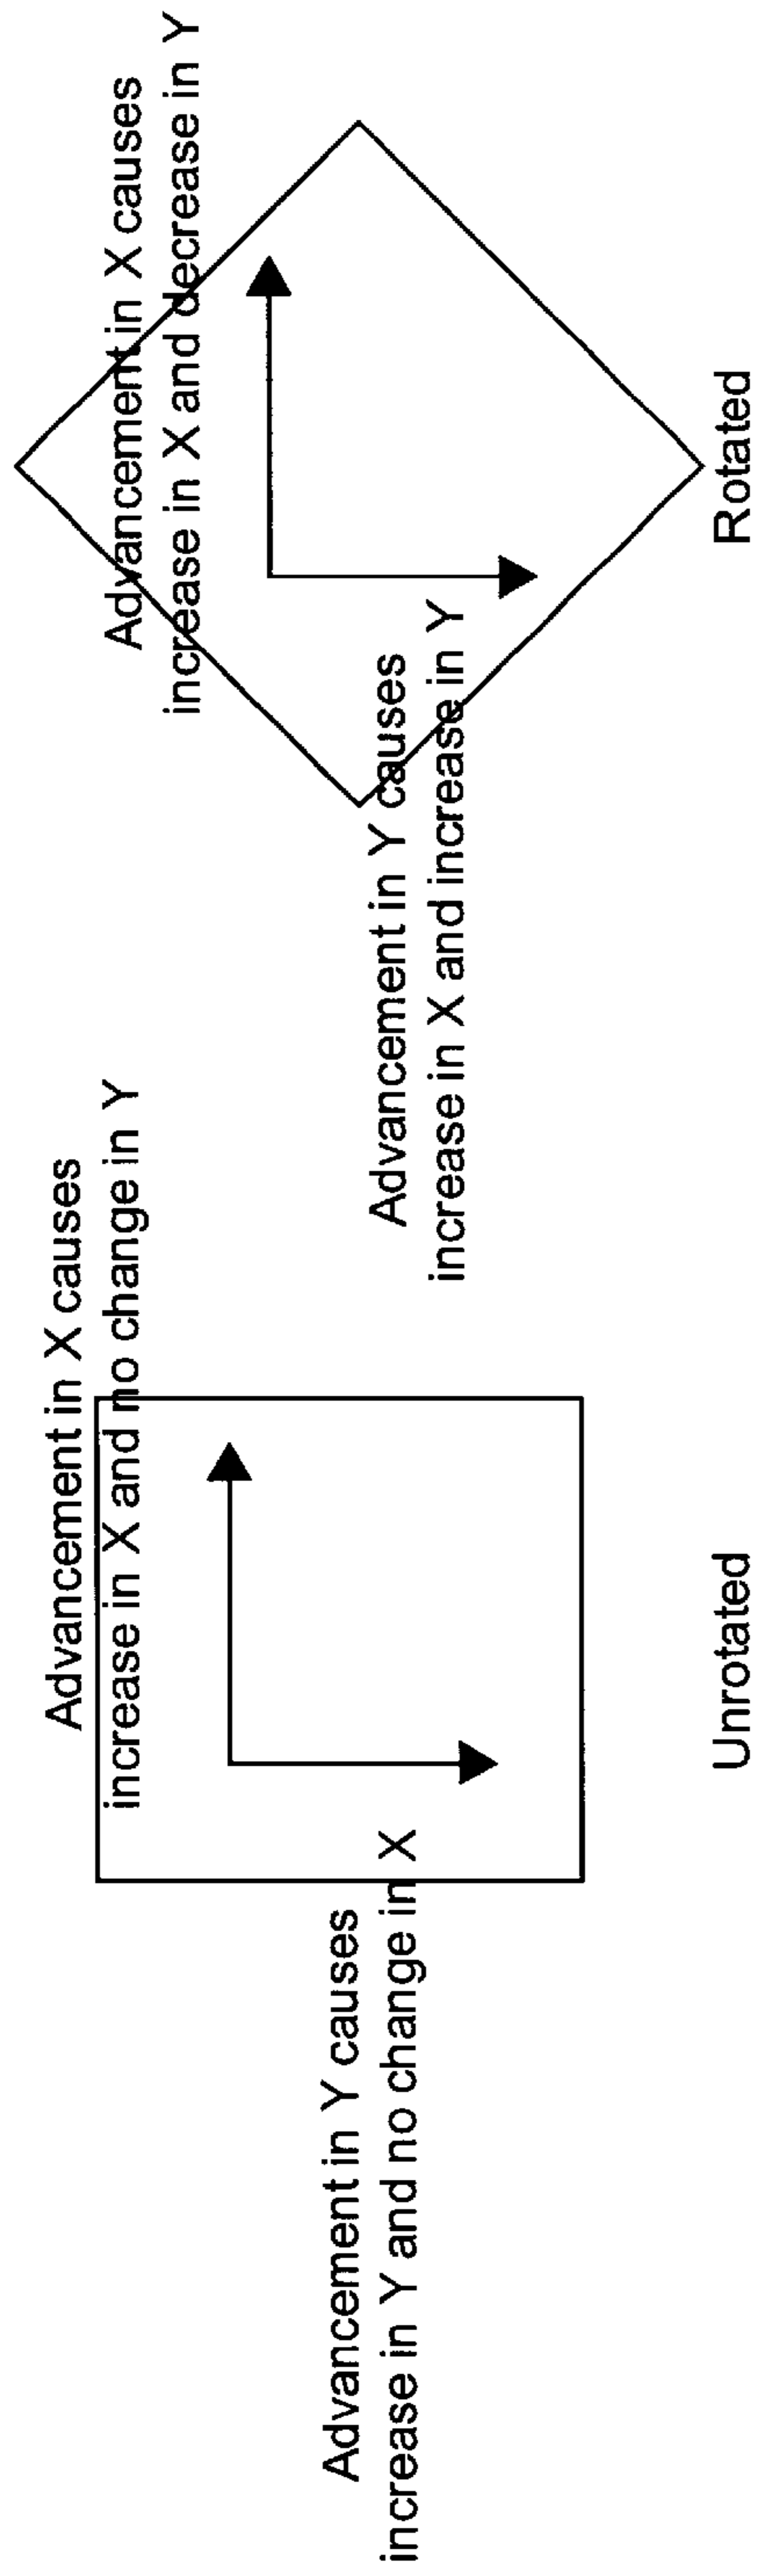 Advancement in X causes
increase in X and no change in Y
Advancement in Y causes
increase in Y and no change in X
Unrotated
Advancement in X causes
increase in X and decrease in Y
Advancement in Y causes
increase in X and increase in Y
Rotated